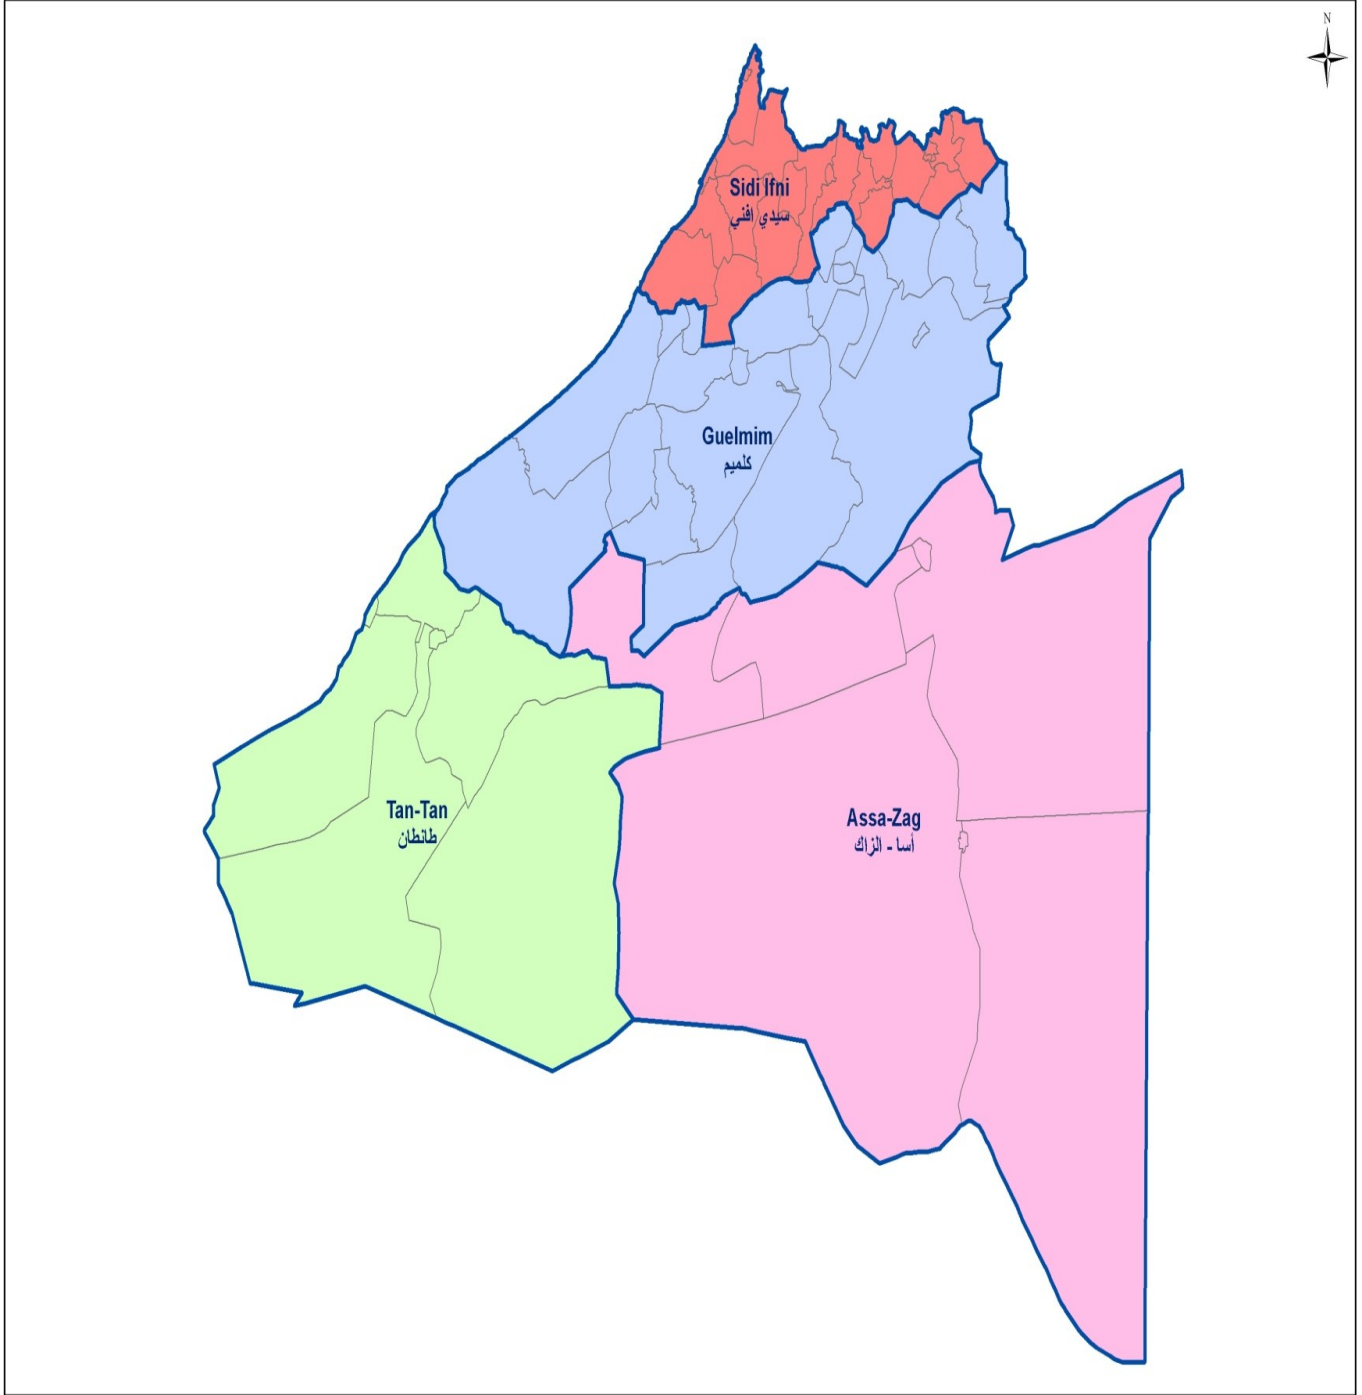 N
Sidi Ifni
سيدي افني
Guelmim
كلميم
Tan-Tan
طانطان
Assa-Zag
أسا - الزاك